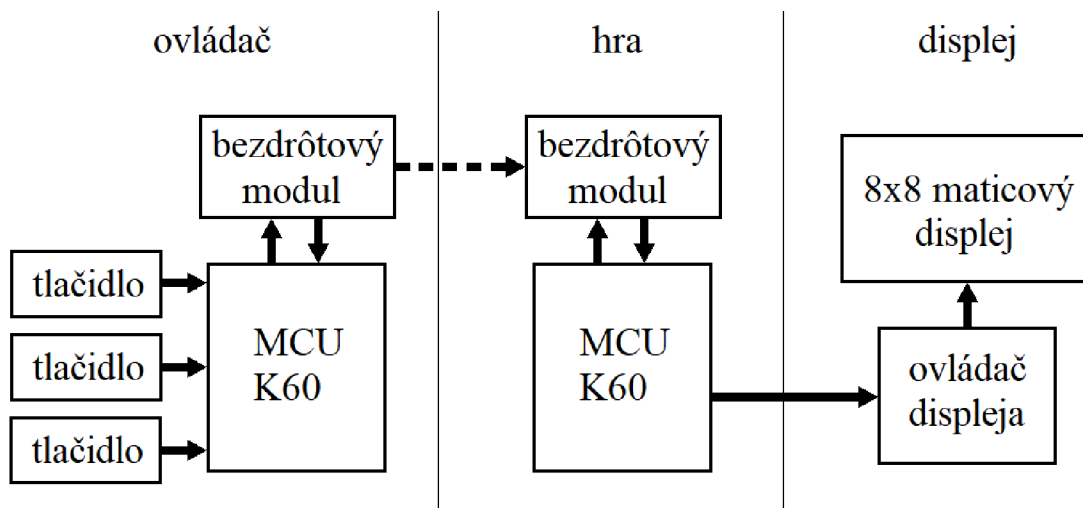 ovládač
hra
displej
bezdrôtový
modul
bezdrôtový
modul
8x8 maticový
displej
tlačidlo
tlačidlo
tlačidlo
MCU
K60
MCU
K60
ovládač
displeja